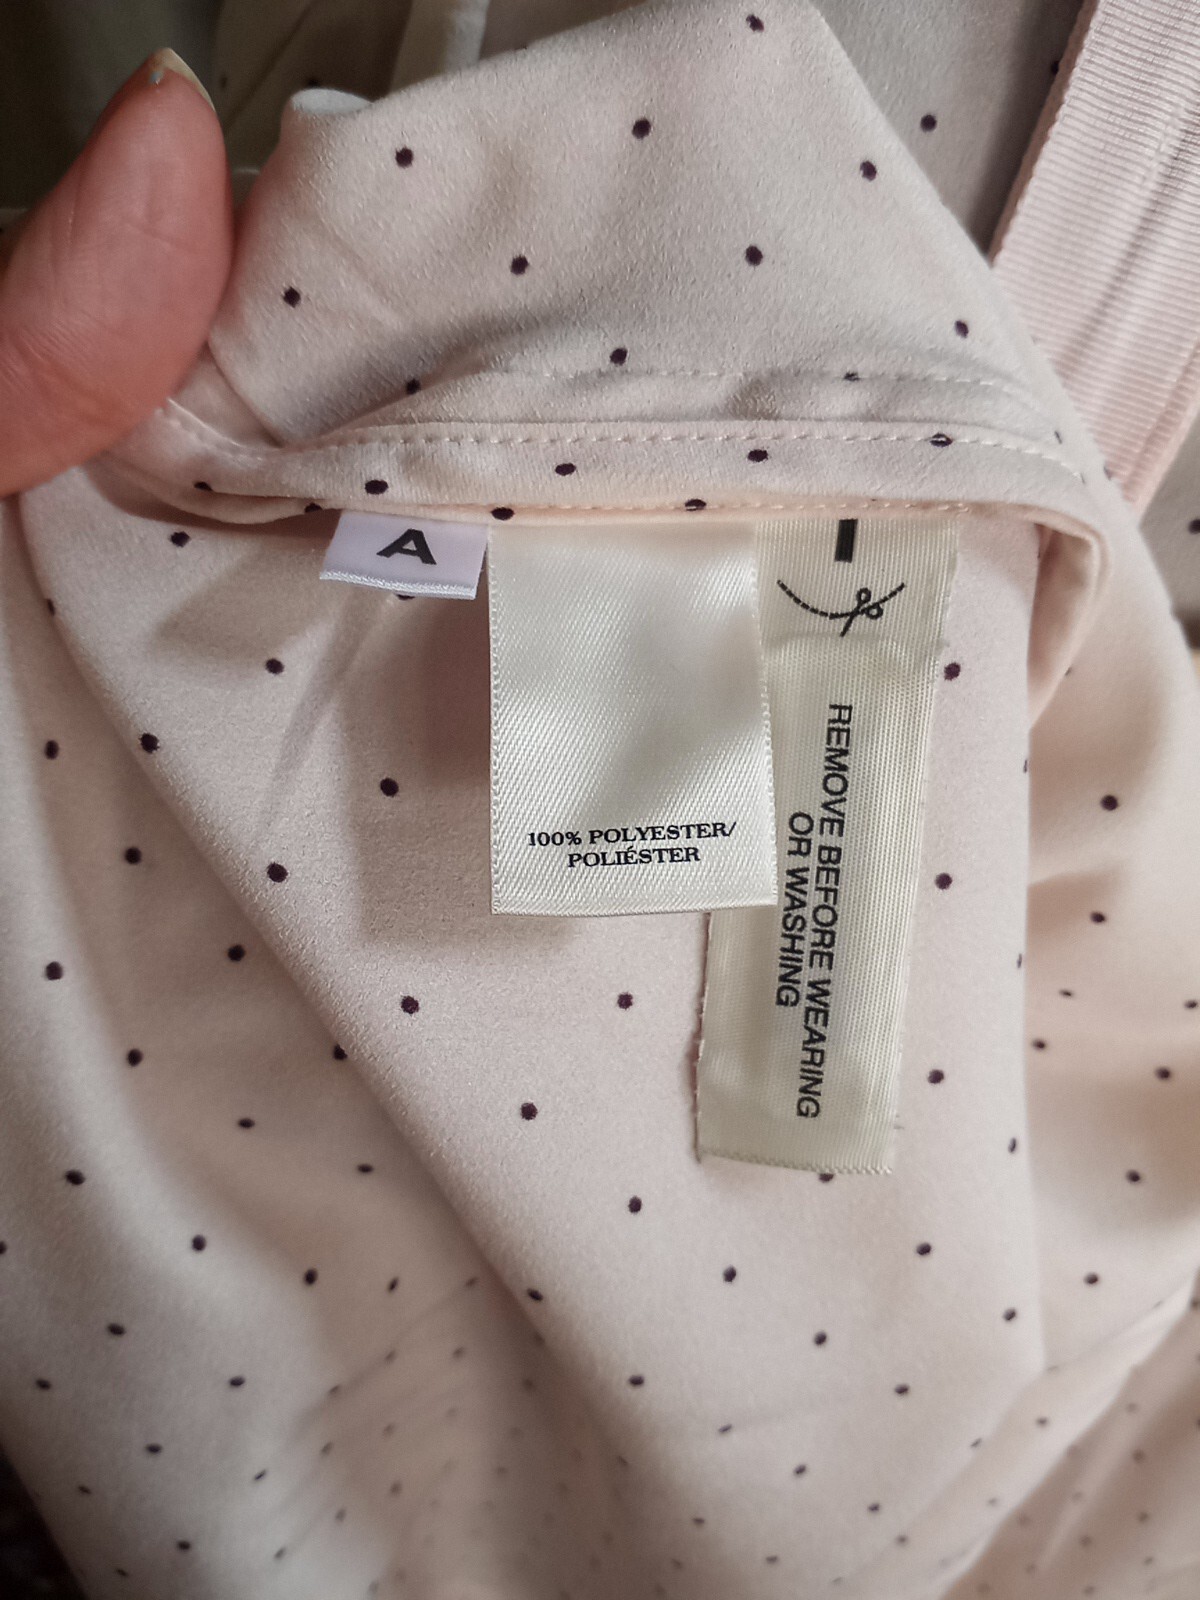 A
100% POLYESTER/
POLIÉSTER
REMOVE BEFORE WEARING
OR WASHING